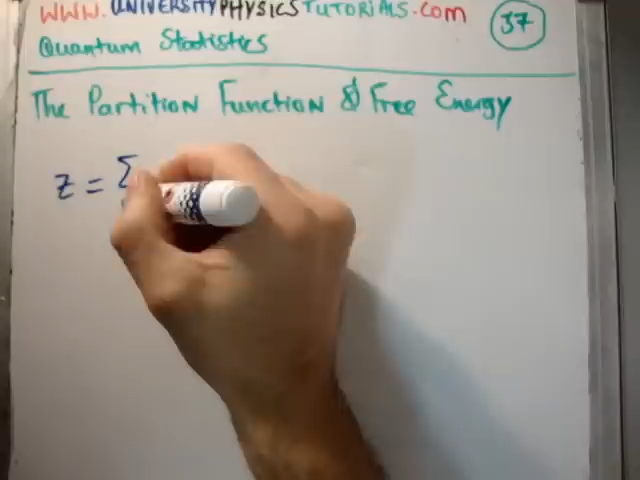 WWW.UNIVERSITYPHYSICSTUTORIALS.COM
37
Quantum Statistics
The Partition Function & Free Energy
Z = Σ